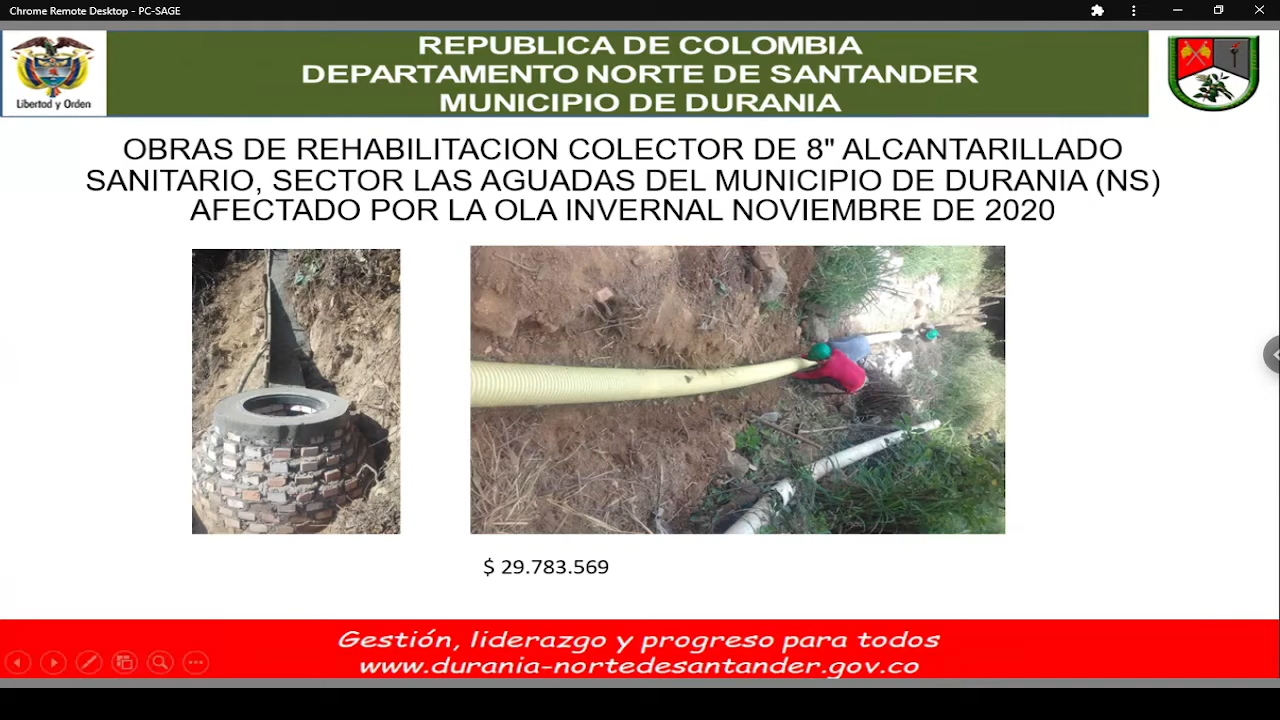 Chrome Remote Desktop - PC-SAGE
REPUBLICA DE COLOMBIA
DEPARTAMENTO NORTE DE SANTANDER
MUNICIPIO DE DURANIA
Libertad y Orden
OBRAS DE REHABILITACION COLECTOR DE 8" ALCANTARILLADO
SANITARIO, SECTOR LAS AGUADAS DEL MUNICIPIO DE DURANIA (NS)
AFECTADO POR LA OLA INVERNAL NOVIEMBRE DE 2020
$ 29.783.569
Gestión, liderazgo y progreso para todos
www.durania-nortedesantander.gov.co